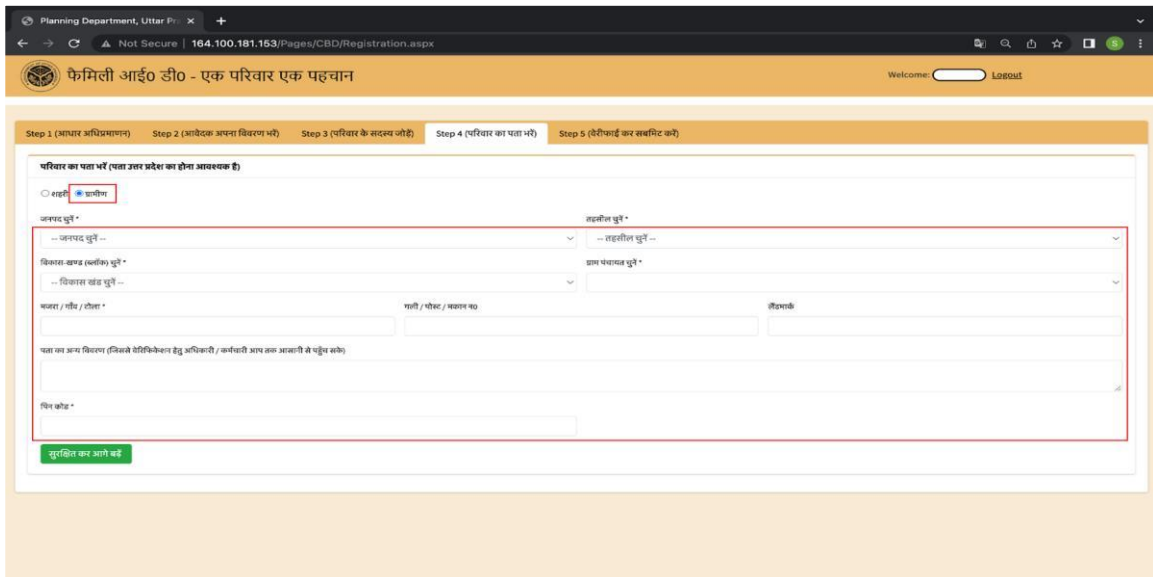 Planning Department, Uttar Pr
Not Secure | 164.100.181.153/Pages/CBD/Registration.aspx
S
फैमिली आई0 डी0 - एक परिवार एक पहचान
Welcome: Logout
Step 1 (आधार अधिप्रमाणन) Step 2 (आवेदक अपना विवरण भरें) Step 3 (परिवार के सदस्य जोड़ें) Step 4 (परिवार का पता भरें) Step 5 (वेरीफाई कर सबमिट करें)
परिवार का पता भरें (पता उत्तर प्रदेश का होना आवश्यक है)
शहरी ग्रामीण
जनपद चुनें * तहसील चुनें *
-- जनपद चुनें -- -- तहसील चुनें --
विकास-खण्ड (ब्लॉक) चुनें * ग्राम पंचायत चुनें *
-- विकास खंड चुनें --
मजरा / गाँव / टोला * गली / पोस्ट / मकान न0 लैंडमार्क
पता का अन्य विवरण (जिससे वेरिफिकेशन हेतु अधिकारी / कर्मचारी आप तक आसानी से पहुँच सके)
पिन कोड *
सुरक्षित कर आगे बढ़ें